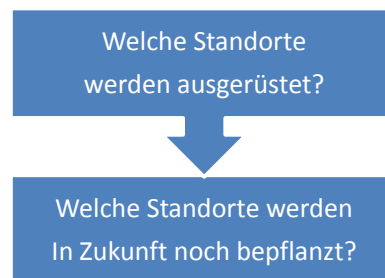 Welche Standorte
werden ausgerüstet?
Welche Standorte werden
In Zukunft noch bepflanzt?